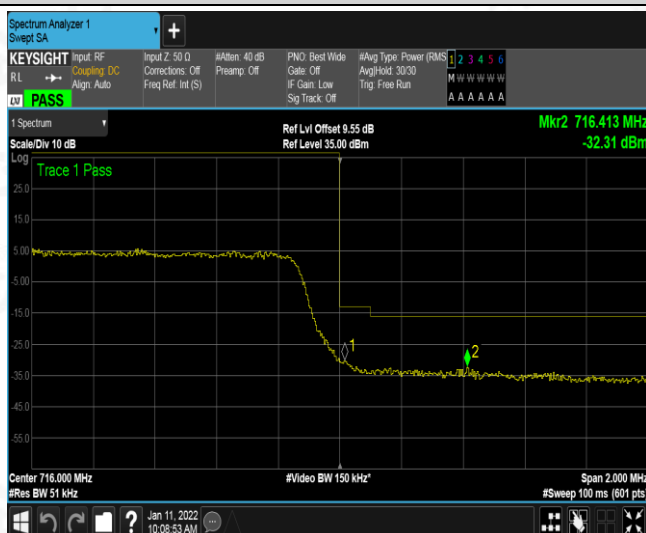 Spectrum Analyzer 1
Swept SA
+
KEYSIGHT
RL
LXI PASS
Input: RF
Coupling: DC
Align: Auto
Input Z: 50 Ω
Corrections: Off
Freq Ref: Int (S)
#Atten: 40 dB
Preamp: Off
PNO: Best Wide
Gate: Off
IF Gain: Low
Sig Track: Off
#Avg Type: Power (RMS
Avg|Hold: 30/30
Trig: Free Run
1 2 3 4 5 6
M W W W W W
A A A A A A
1 Spectrum
Scale/Div 10 dB
Ref Lvl Offset 9.55 dB
Ref Level 35.00 dBm
Mkr2 716.413 MHz
-32.31 dBm
Log
Trace 1 Pass
25.0
15.0
5.00
-5.00
-15.0
-25.0
-35.0
-45.0
-55.0
1
2
Center 716.000 MHz
#Res BW 51 kHz
#Video BW 150 kHz*
Span 2.000 MHz
#Sweep 100 ms (601 pts)
?
Jan 11, 2022
10:08:53 AM